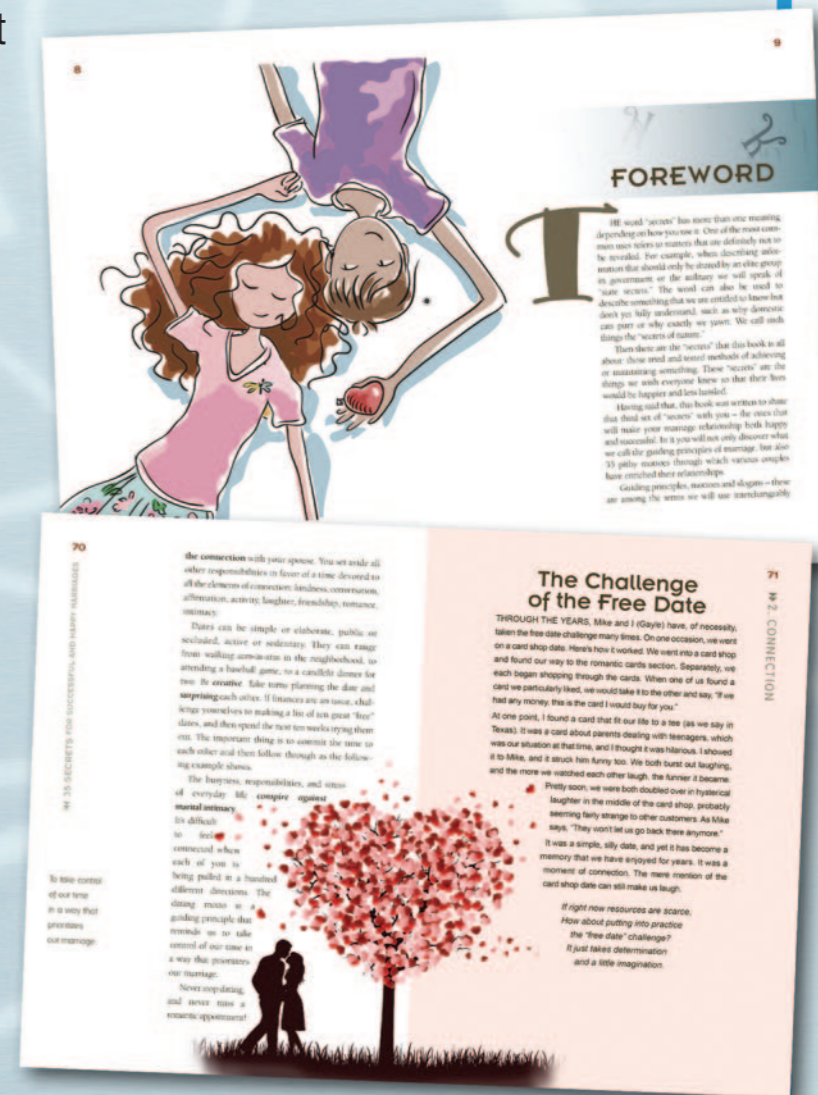 t
8
9
FOREWORD
THE word "secrets" has more than one meaning
depending on how you use it. One of the most com-
mon uses refers to matters that are definitely not to
be revealed. For example, when describing infor-
mation that should only be shared by an elite group
in government or the military we will speak of
"state secrets." The word can also be used to
describe something that we are entitled to know but
don't yet fully understand, such as why domestic
cats purr or why exactly we yawn. We call such
things the "secrets of nature."
Then there are the "secrets" that this book is all
about: those tried and tested methods of achieving
or maintaining something. These "secrets" are the
things we wish everyone knew so that their lives
would be happier and less hassled.
Having said that, this book was written to share
that third set of "secrets" with you – the ones that
will make your marriage relationship both happy
and successful. In it you will not only discover what
we call the guiding principles of marriage, but also
35 pithy mottoes through which various couples
have enriched their relationships.
Guiding principles, mottoes and slogans – these
are among the terms we will use interchangeably
70
35 SECRETS FOR SUCCESSFUL AND HAPPY MARRIAGES
the connection with your spouse. You set aside all
other responsibilities in favor of a time devoted to
all the elements of connection: kindness, conversation,
affirmation, activity, laughter, friendship, romance,
intimacy.
Dates can be simple or elaborate, public or
secluded, active or sedentary. They can range
from walking arm-in-arm in the neighborhood, to
attending a baseball game, to a candlelit dinner for
two. Be creative. Take turns planning the date and
surprising each other. If finances are an issue, chal-
lenge yourselves to making a list of ten great "free"
dates, and then spend the next ten weeks trying them
out. The important thing is to commit the time to
each other and then follow through as the follow-
ing example shows.
The busyness, responsibilities, and stress
of everyday life conspire against
marital intimacy.
It's difficult
to feel
connected when
each of you is
being pulled in a hundred
different directions. The
dating motto is a
guiding principle that
reminds us to take
control of our time in
a way that prioritizes
our marriage.
Never stop dating,
and never miss a
romantic appointment!
To take control
of our time
in a way that
prioritizes
our marriage
71
2. CONNECTION
The Challenge
of the Free Date
THROUGH THE YEARS, Mike and I (Gayle) have, of necessity,
taken the free date challenge many times. On one occasion, we went
on a card shop date. Here's how it worked. We went into a card shop
and found our way to the romantic cards section. Separately, we
each began shopping through the cards. When one of us found a
card we particularly liked, we would take it to the other and say, "If we
had any money, this is the card I would buy for you."
At one point, I found a card that fit our life to a tee (as we say in
Texas). It was a card about parents dealing with teenagers, which
was our situation at that time, and I thought it was hilarious. I showed
it to Mike, and it struck him funny too. We both burst out laughing,
and the more we watched each other laugh, the funnier it became.
Pretty soon, we were both doubled over in hysterical
laughter in the middle of the card shop, probably
seeming fairly strange to other customers. As Mike
says, "They won't let us go back there anymore."
It was a simple, silly date, and yet it has become a
memory that we have enjoyed for years. It was a
moment of connection. The mere mention of the
card shop date can still make us laugh.
If right now resources are scarce,
How about putting into practice
the "free date" challenge?
It just takes determination
and a little imagination.